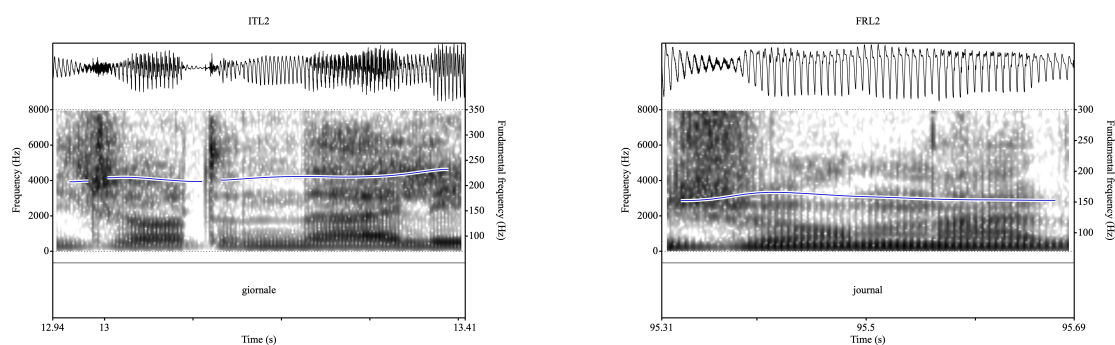 ITL2
8000
6000
4000
2000
0
Frequency (Hz)
350
300
250
200
150
100
Fundamental frequency (Hz)
giornale
12.94 13 13.41
Time (s)
FRL2
8000
6000
4000
2000
0
Frequency (Hz)
300
250
200
150
100
Fundamental frequency (Hz)
journal
95.31 95.5 95.69
Time (s)